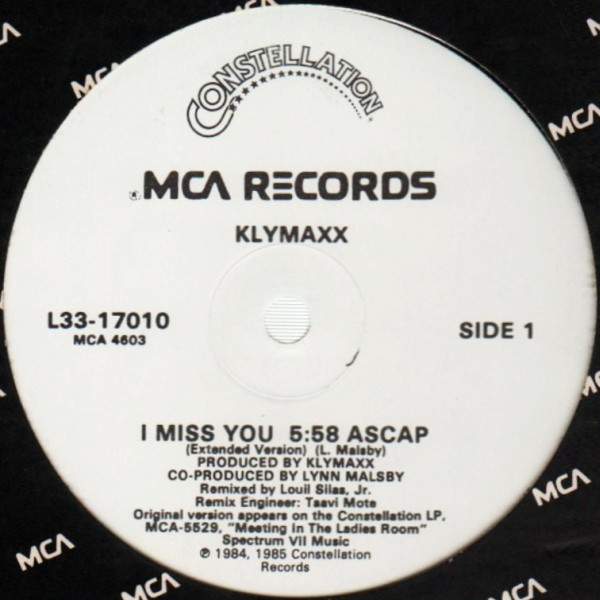 CONSTELLATION
MCA RECORDS
KLYMAXX
L33-17010
MCA 4603
SIDE 1
I MISS YOU 5:58 ASCAP
(Extended Version) (L. Malsby)
PRODUCED BY KLYMAXX
CO-PRODUCED BY LYNN MALSBY
Remixed by Louil Silas, Jr.
Remix Engineer: Tsavi Mote
Original version appears on the Constellation LP,
MCA-5529, "Meeting In The Ladies Room"
Spectrum VII Music
℗ 1984, 1985 Constellation
Records
MCA
MCA
MCA
MCA
MCA
MCA
MCA